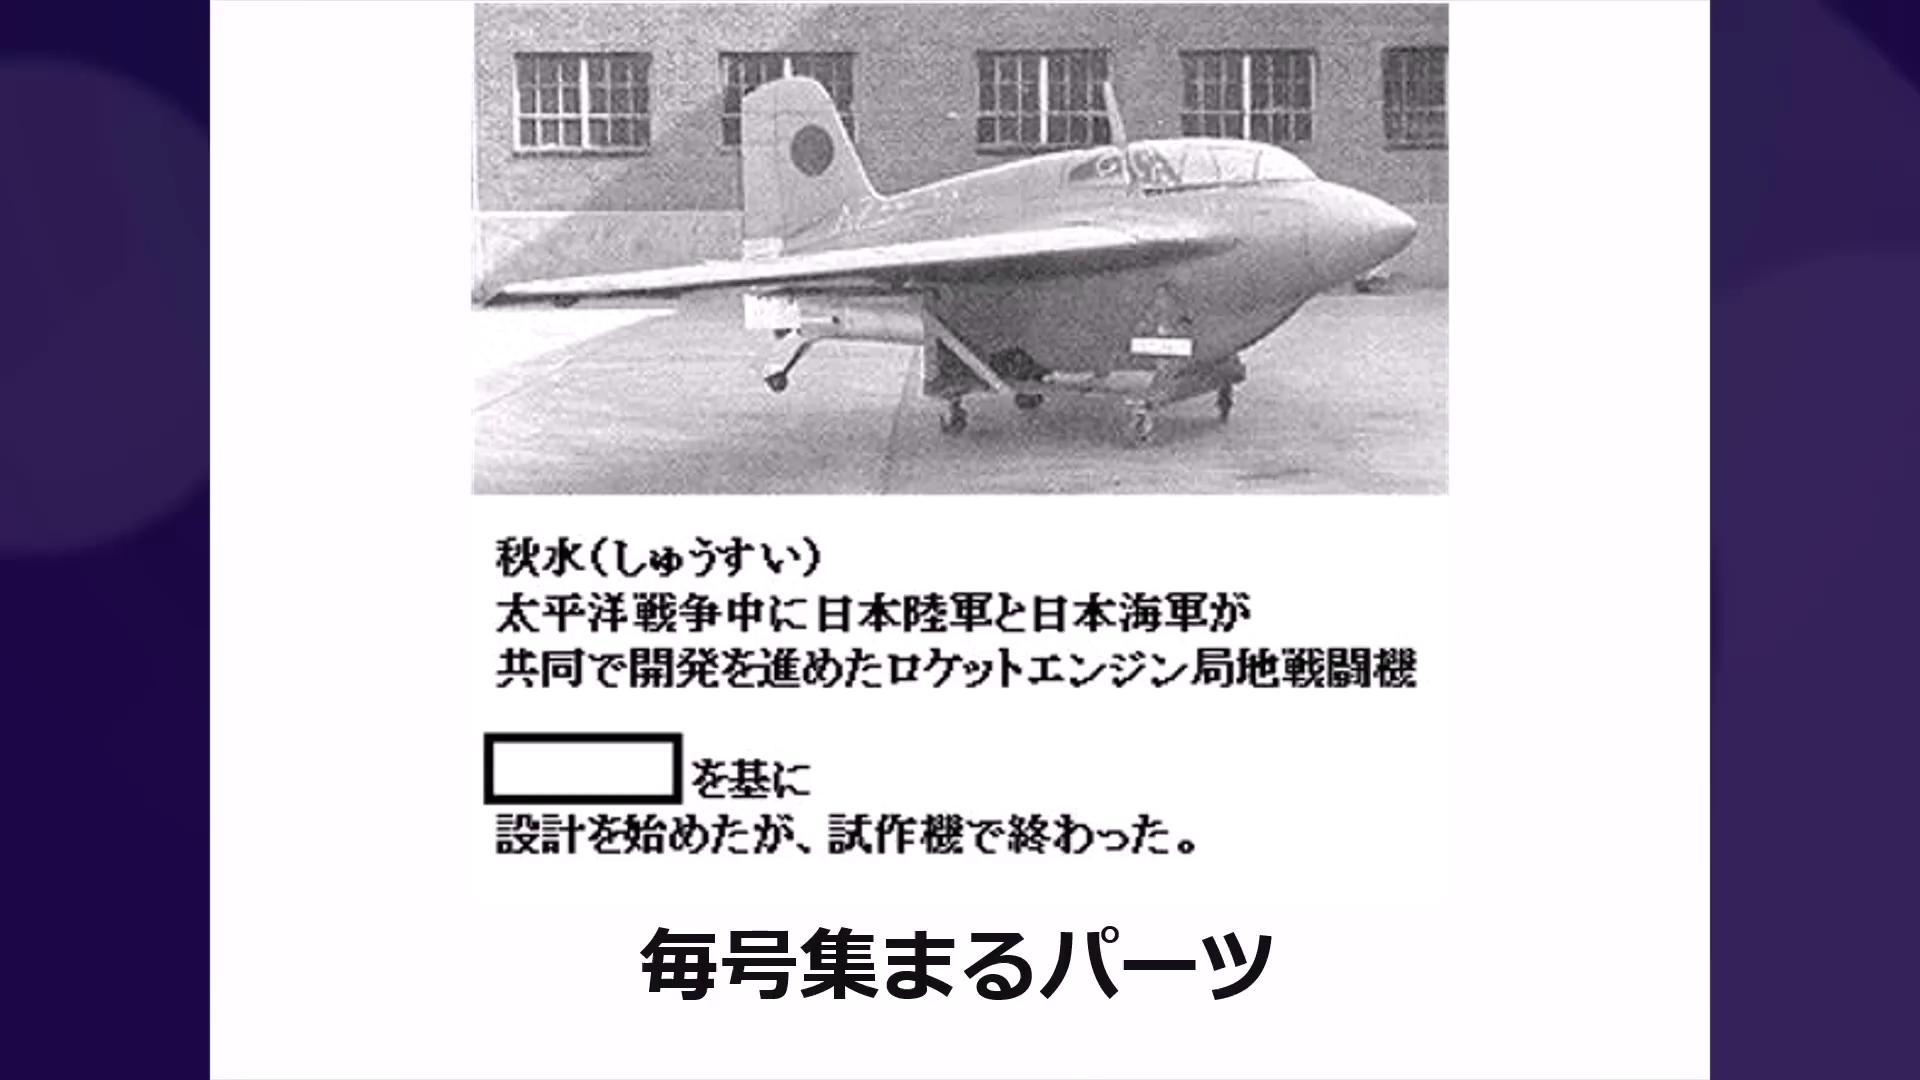 秋水（しゅうすい）
太平洋戦争中に日本陸軍と日本海軍が
共同で開発を進めたロケットエンジン局地戦闘機
を基に
設計を始めたが、試作機で終わった。
毎号集まるパーツ